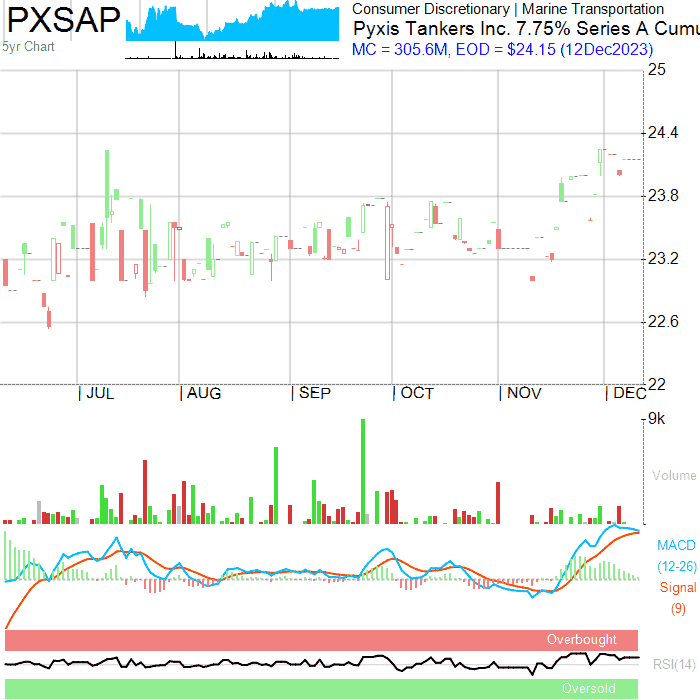 PXSAP
5yr Chart
Consumer Discretionary | Marine Transportation
Pyxis Tankers Inc. 7.75% Series A Cumu
MC = 305.6M, EOD = $24.15 (12Dec2023)
25
24.4
23.8
23.2
22.6
22
| JUL | AUG | SEP | OCT | NOV | DEC
9k
Volume
MACD
(12-26)
Signal
(9)
Overbought
RSI(14)
Oversold